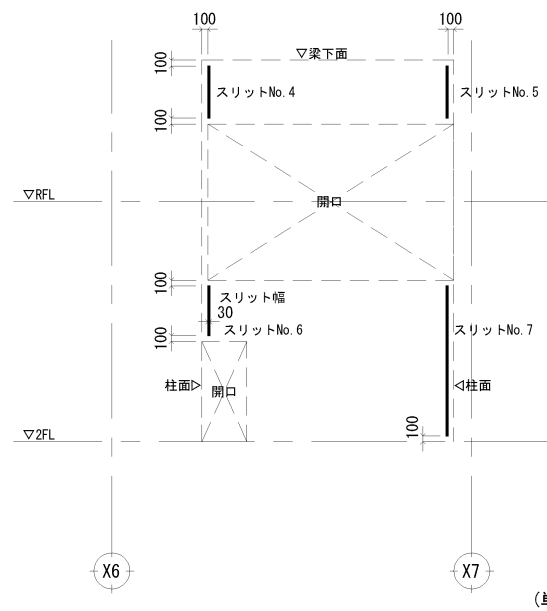 100
100
100
▽梁下面
スリットNo.4
スリットNo.5
100
▽RFL
開口
100
スリット幅
30
スリットNo.6
スリットNo.7
100
柱面▷
開口
◁柱面
▽2FL
100
X6
X7
(単